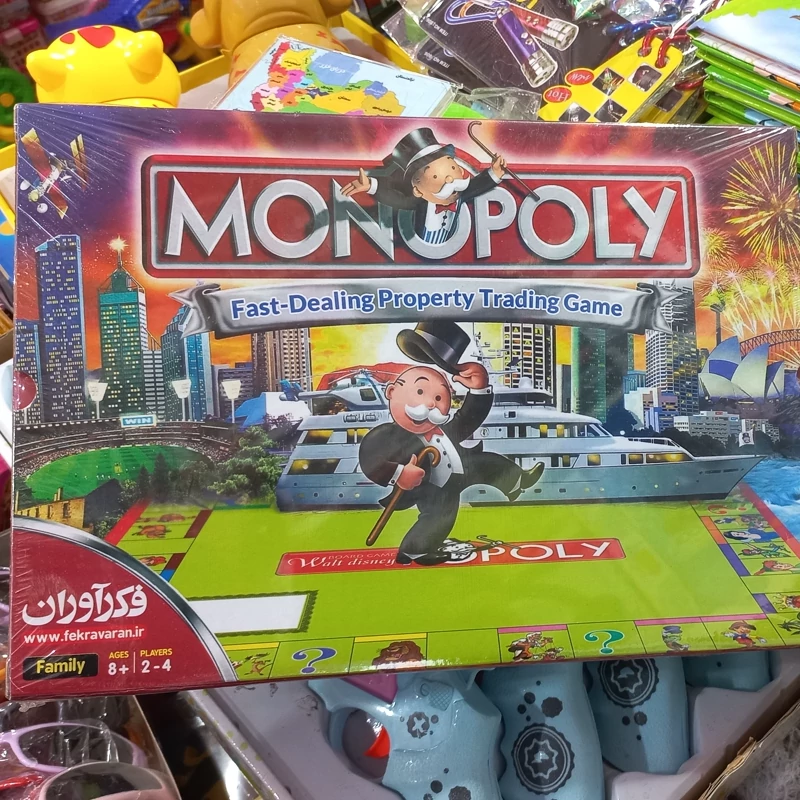 MONOPOLY
Fast-Dealing Property Trading Game
WIN
BOARD GAME
Walt disney
OPOLY
?
?
فکرآوران
www.fekravaran.ir
Family
AGES
8+
PLAYERS
2-4